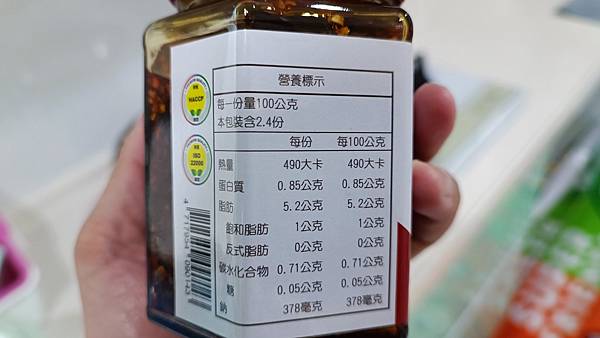 營養標示
每一份量100公克
本包裝含2.4份
每份 每100公克
熱量 490大卡 490大卡
蛋白質 0.85公克 0.85公克
脂肪 5.2公克 5.2公克
飽和脂肪 1公克 1公克
反式脂肪 0公克 0公克
碳水化合物 0.71公克 0.71公克
糖 0.05公克 0.05公克
鈉 378毫克 378毫克
HACCP
ISO
22000